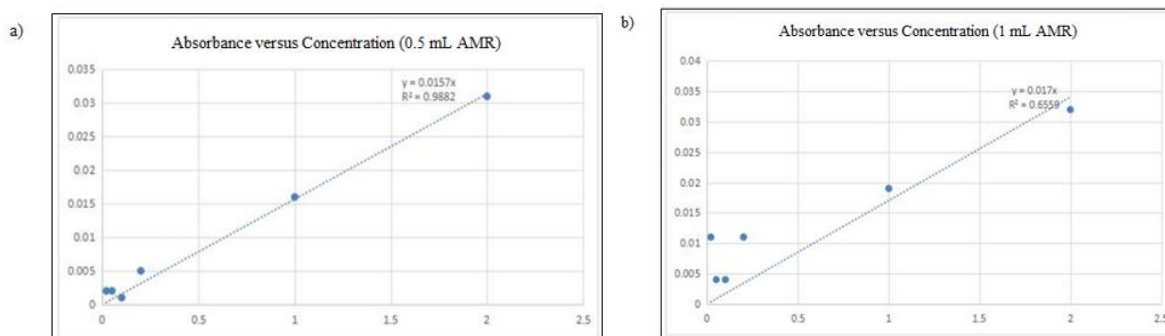 a)
Absorbance versus Concentration (0.5 mL AMR)
0.035
y = 0.0157x
R² = 0.9882
0.03
0.025
0.02
0.015
0.01
0.005
0
0 0.5 1 1.5 2 2.5
b)
Absorbance versus Concentration (1 mL AMR)
0.04
y = 0.017x
R² = 0.6559
0.035
0.03
0.025
0.02
0.015
0.01
0.005
0
0 0.5 1 1.5 2 2.5